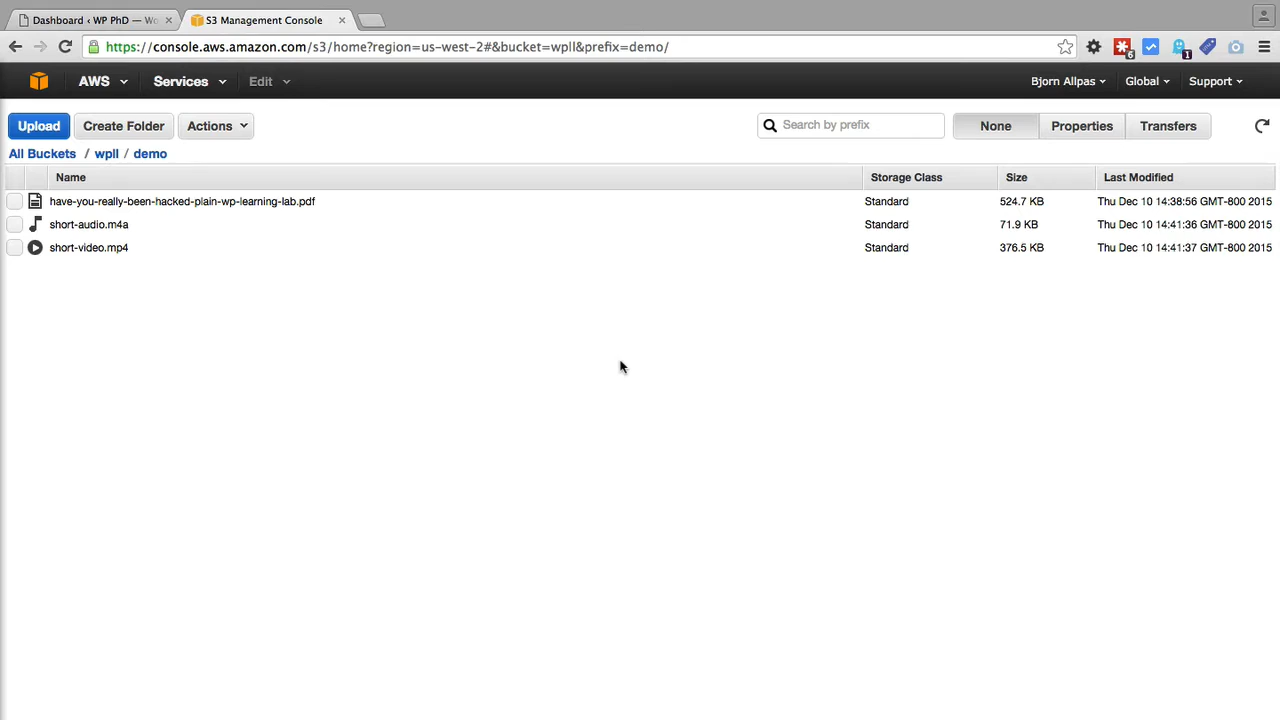 Dashboard ‹ WP PhD — Wo
S3 Management Console
https://console.aws.amazon.com/s3/home?region=us-west-2#&bucket=wpll&prefix=demo/
6
1
AWS
Services
Edit
Bjorn Allpas
Global
Support
Upload
Create Folder
Actions
Search by prefix
None
Properties
Transfers
All Buckets / wpll / demo
Name
Storage Class
Size
Last Modified
have-you-really-been-hacked-plain-wp-learning-lab.pdf
Standard
524.7 KB
Thu Dec 10 14:38:56 GMT-800 2015
short-audio.m4a
Standard
71.9 KB
Thu Dec 10 14:41:36 GMT-800 2015
short-video.mp4
Standard
376.5 KB
Thu Dec 10 14:41:37 GMT-800 2015